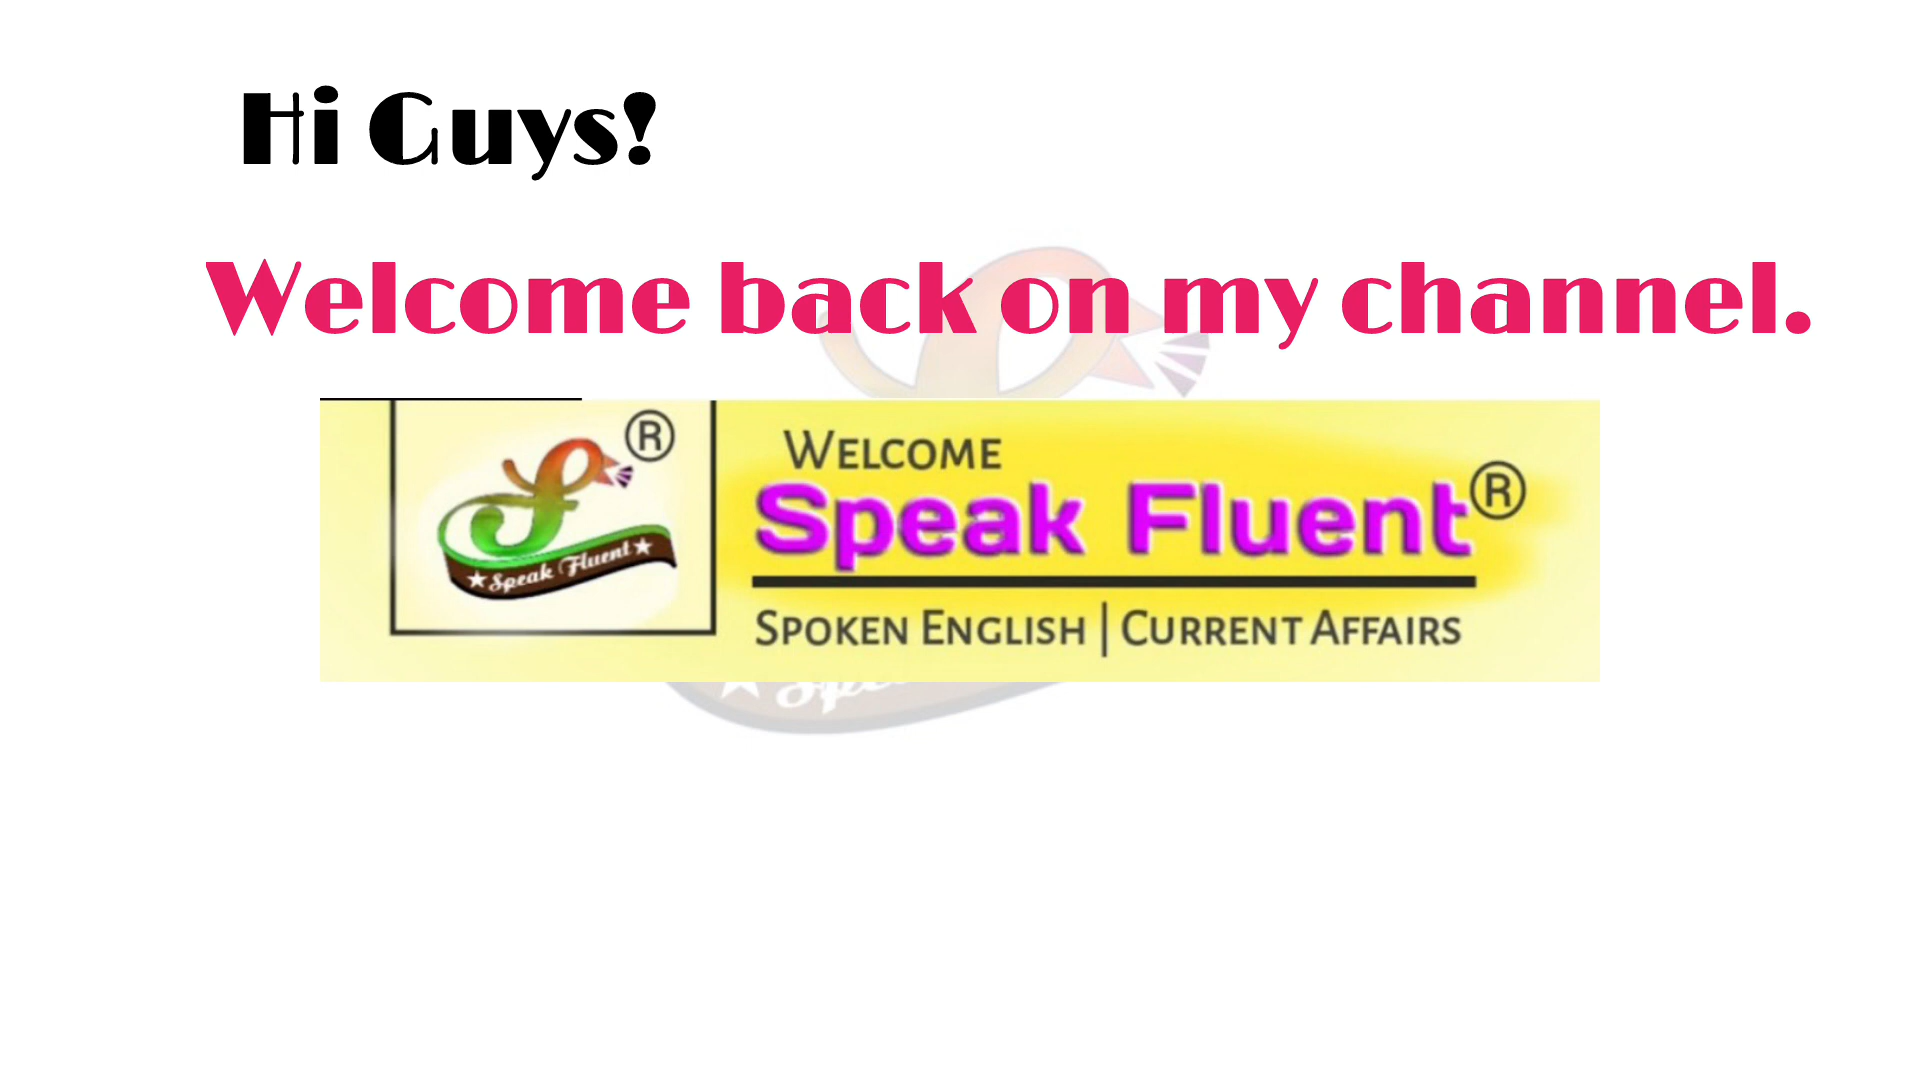 Hi Guys!
Welcome back on my channel.
®
Speak Fluent
WELCOME
Speak Fluent®
SPOKEN ENGLISH | CURRENT AFFAIRS